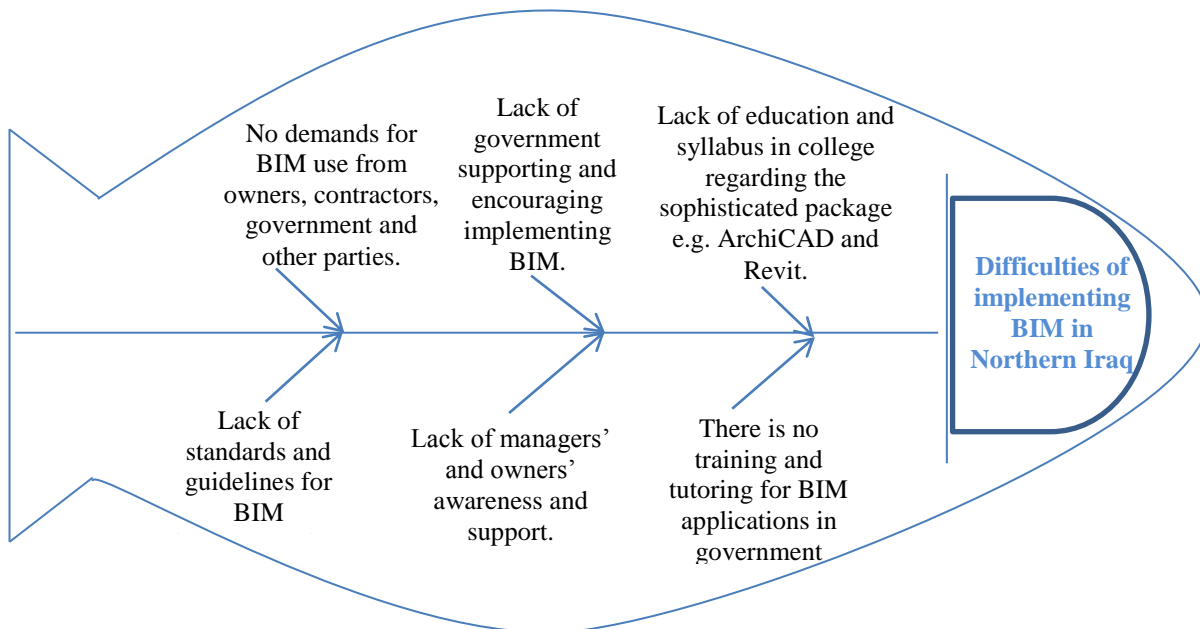 No demands for
BIM use from
owners, contractors,
government and
other parties.
Lack of
government
supporting and
encouraging
implementing
BIM.
Lack of education and
syllabus in college
regarding the
sophisticated package
e.g. ArchiCAD and
Revit.
Difficulties of
implementing
BIM in
Northern Iraq
Lack of
standards and
guidelines for
BIM
Lack of managers’
and owners’
awareness and
support.
There is no
training and
tutoring for BIM
applications in
government